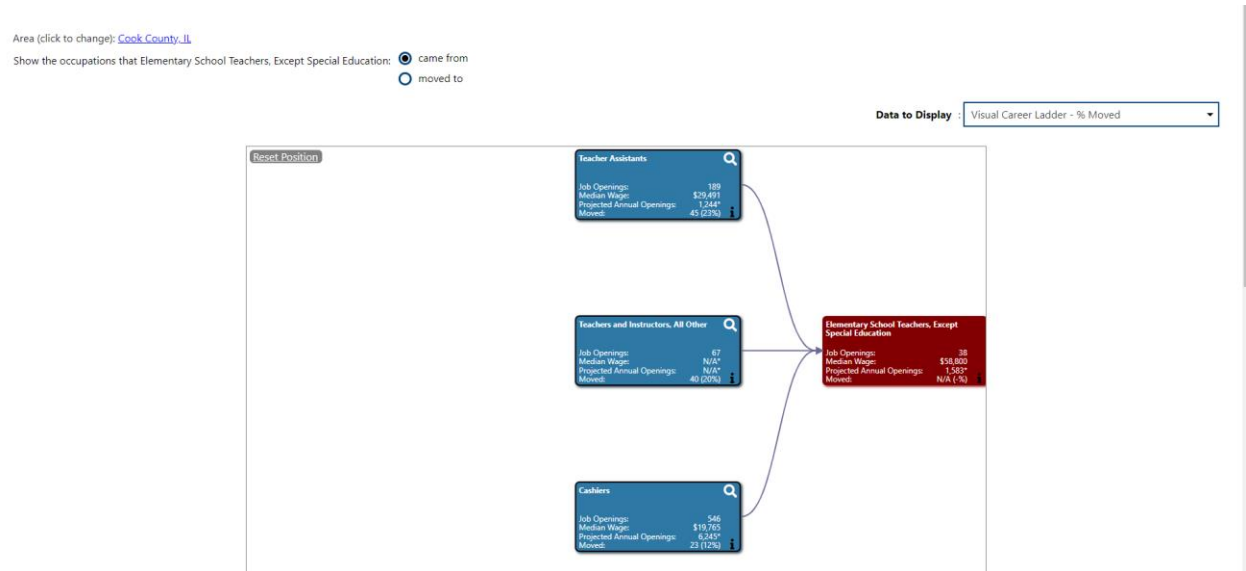 Area (click to change): Cook County, IL
Show the occupations that Elementary School Teachers, Except Special Education: came from
moved to
Data to Display : Visual Career Ladder - % Moved
Reset Position
Teacher Assistants
Job Openings: 189
Median Wage: $29,491
Projected Annual Openings: 1,244*
Moved: 45 (23%)
Teachers and Instructors, All Other
Job Openings: 67
Median Wage: N/A*
Projected Annual Openings: N/A*
Moved: 40 (20%)
Elementary School Teachers, Except
Special Education
Job Openings: 38
Median Wage: $58,800
Projected Annual Openings: 1,583*
Moved: N/A (-%)
Cashiers
Job Openings: 546
Median Wage: $19,765
Projected Annual Openings: 6,245*
Moved: 23 (12%)